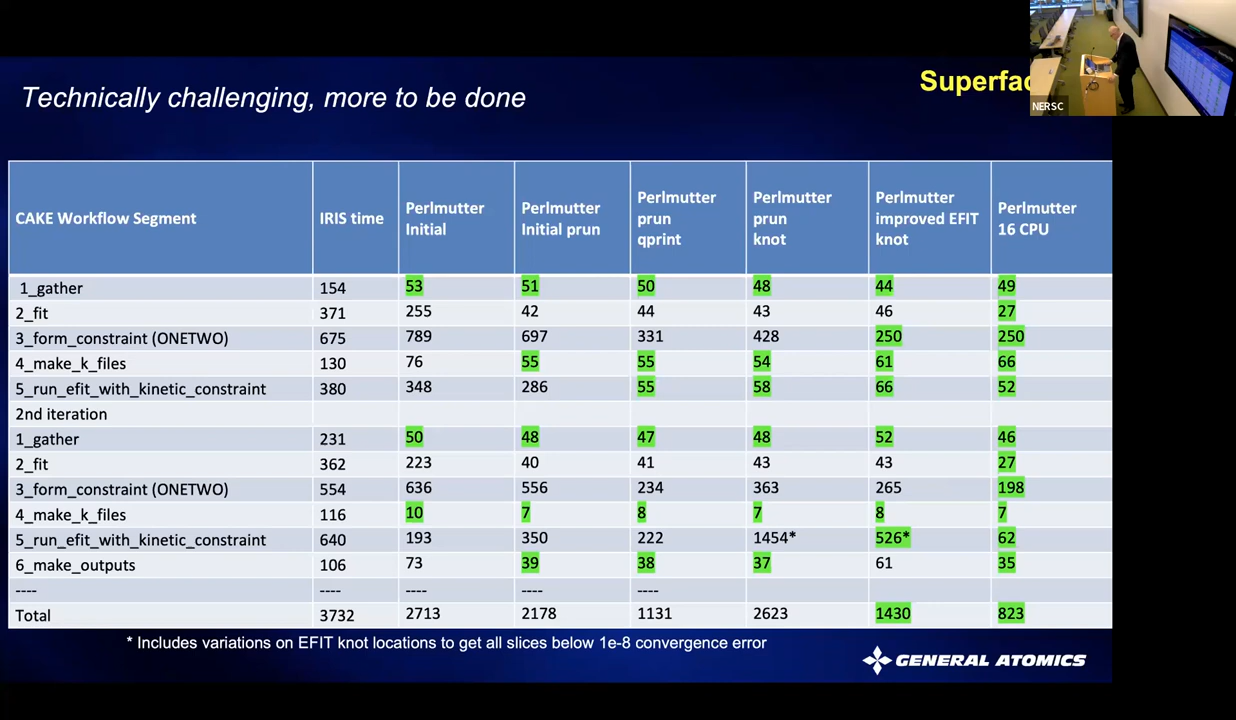 Technically challenging, more to be done
Superfac
NERSC
CAKE Workflow Segment | IRIS time | Perlmutter Initial | Perlmutter Initial prun | Perlmutter prun qprint | Perlmutter prun knot | Perlmutter improved EFIT knot | Perlmutter 16 CPU
1_gather 154 53 51 50 48 44 49
2_fit 371 255 42 44 43 46 27
3_form_constraint (ONETWO) 675 789 697 331 428 250 250
4_make_k_files 130 76 55 55 54 61 66
5_run_efit_with_kinetic_constraint 380 348 286 55 58 66 52
2nd iteration
1_gather 231 50 48 47 48 52 46
2_fit 362 223 40 41 43 43 27
3_form_constraint (ONETWO) 554 636 556 234 363 265 198
4_make_k_files 116 10 7 8 7 8 7
5_run_efit_with_kinetic_constraint 640 193 350 222 1454* 526* 62
6_make_outputs 106 73 39 38 37 61 35
---- ---- ---- ---- ----
Total 3732 2713 2178 1131 2623 1430 823
* Includes variations on EFIT knot locations to get all slices below 1e-8 convergence error
GENERAL ATOMICS